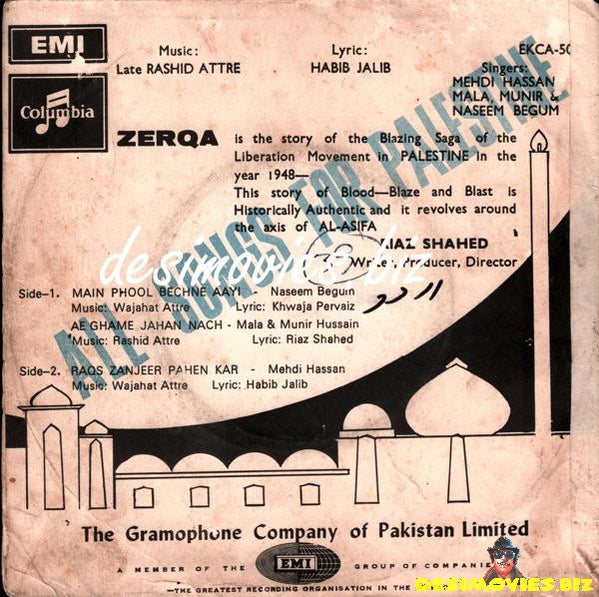 EMI
Columbia
Music:
Late RASHID ATTRE
Lyric:
HABIB JALIB
EKCA-50
Singers:
MEHDI HASSAN
MALA, MUNIR &
NASEEM BEGUM
ALL SONGS FOR PALESTINE
ZERQA is the story of the Blazing Saga of the
Liberation Movement in PALESTINE in the
year 1948—
This story of Blood—Blaze and Blast is
Historically Authentic and it revolves around
the axis of AL-ASIFA
RIAZ SHAHED
Writer, Producer, Director
desimovies.biz
Side-1. MAIN PHOOL BECHNE AAYI - Naseem Begum
Music: Wajahat Attre Lyric: Khwaja Pervaiz
AE GHAME JAHAN NACH - Mala & Munir Hussain
Music: Rashid Attre Lyric: Riaz Shahed
Side-2. RAQS ZANJEER PAHEN KAR - Mehdi Hassan
Music: Wajahat Attre Lyric: Habib Jalib
The Gramophone Company of Pakistan Limited
A MEMBER OF THE EMI GROUP OF COMPANIE
—THE GREATEST RECORDING ORGANISATION IN THE
DESIMOVIES.BIZ